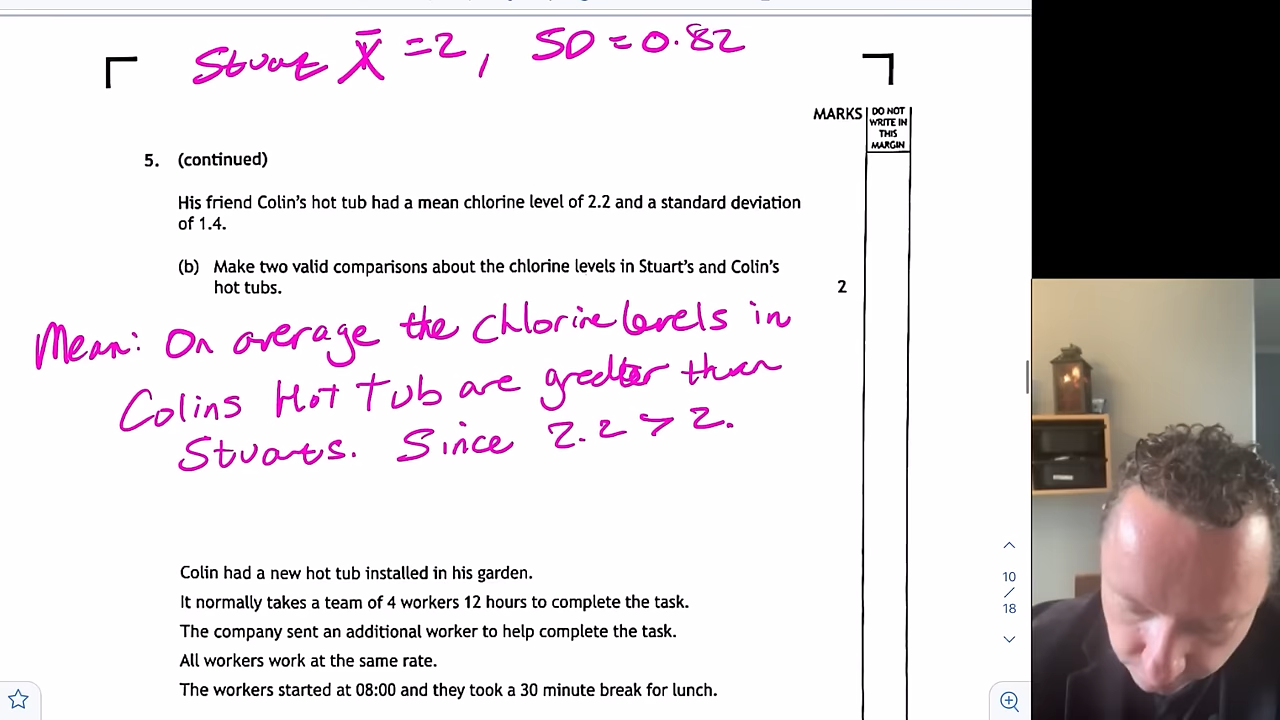 Stuart x̄ = 2, SD = 0.82
MARKS
DO NOT
WRITE IN
THIS
MARGIN
5. (continued)
His friend Colin's hot tub had a mean chlorine level of 2.2 and a standard deviation
of 1.4.
(b) Make two valid comparisons about the chlorine levels in Stuart's and Colin's
hot tubs.
2
Mean: On average the chlorine levels in
Colins Hot Tub are greater than
Stuarts. Since 2.2 > 2.
Colin had a new hot tub installed in his garden.
It normally takes a team of 4 workers 12 hours to complete the task.
The company sent an additional worker to help complete the task.
All workers work at the same rate.
The workers started at 08:00 and they took a 30 minute break for lunch.
10
/
18